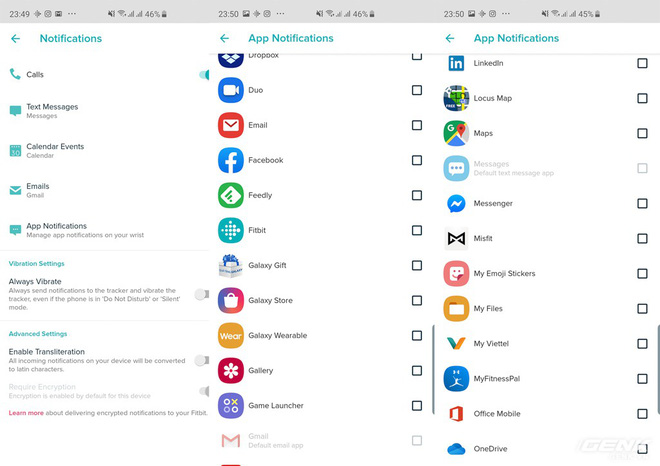 23:49
46%
Notifications
Calls
Text Messages
Messages
Calendar Events
Calendar
Emails
Gmail
App Notifications
Manage app notifications on your wrist
Vibration Settings
Always Vibrate
Always send notifications to the tracker and vibrate the
tracker, even if the phone is in 'Do Not Disturb' or 'Silent'
mode.
Advanced Settings
Enable Transliteration
All incoming notifications on your device will be converted
to latin characters.
Require Encryption
Encryption is enabled by default for this device
Learn more about delivering encrypted notifications to your Fitbit.
23:50
46%
App Notifications
Dropbox
Duo
Email
Facebook
Feedly
Fitbit
Galaxy Gift
Galaxy Store
Wear
Galaxy Wearable
Gallery
Game Launcher
Gmail
Default email app
23:50
45%
App Notifications
in
LinkedIn
Locus Map
G
Maps
Messages
Default text message app
Messenger
Misfit
My Emoji Stickers
My Files
My Viettel
MyFitnessPal
Office Mobile
OneDrive
GENK